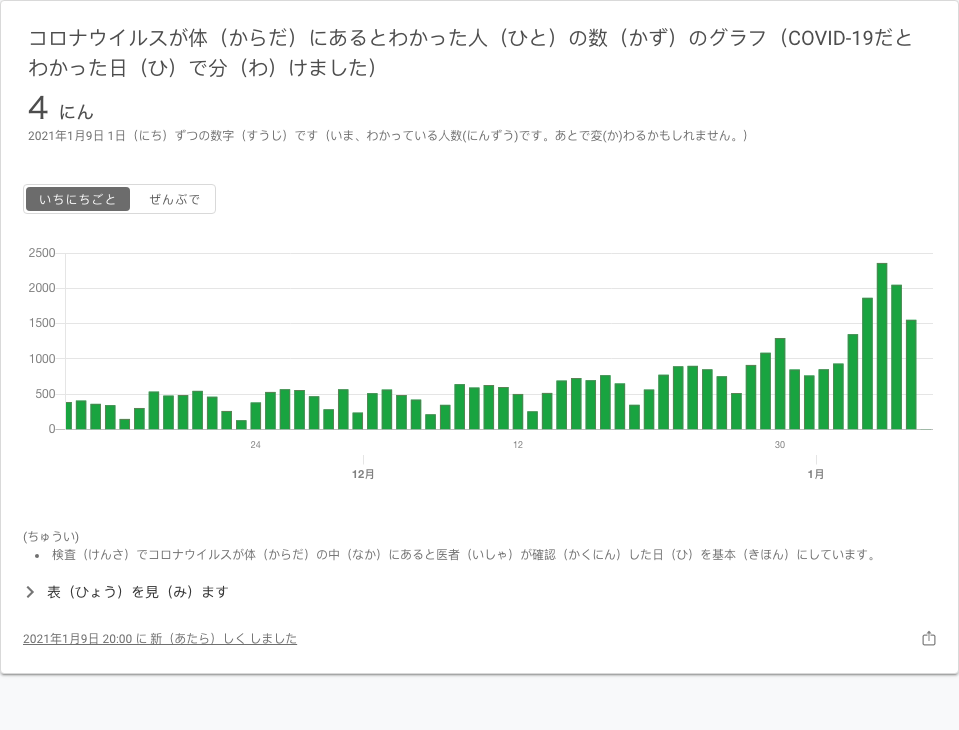 コロナウイルスが体（からだ）にあるとわかった人（ひと）の数（かず）のグラフ（COVID-19だと
わかった日（ひ）で分（わ）けました）
4 にん
2021年1月9日 1日（にち）ずつの数字（すうじ）です（いま、わかっている人数(にんずう)です。あとで変(か)わるかもしれません。）
いちにちごと ぜんぶで
2500
2000
1500
1000
500
0
24 12 30
12月 1月
(ちゅうい)
• 検査（けんさ）でコロナウイルスが体（からだ）の中（なか）にあると医者（いしゃ）が確認（かくにん）した日（ひ）を基本（きほん）にしています。
表（ひょう）を見（み）ます
2021年1月9日 20:00 に 新（あたら）しく しました